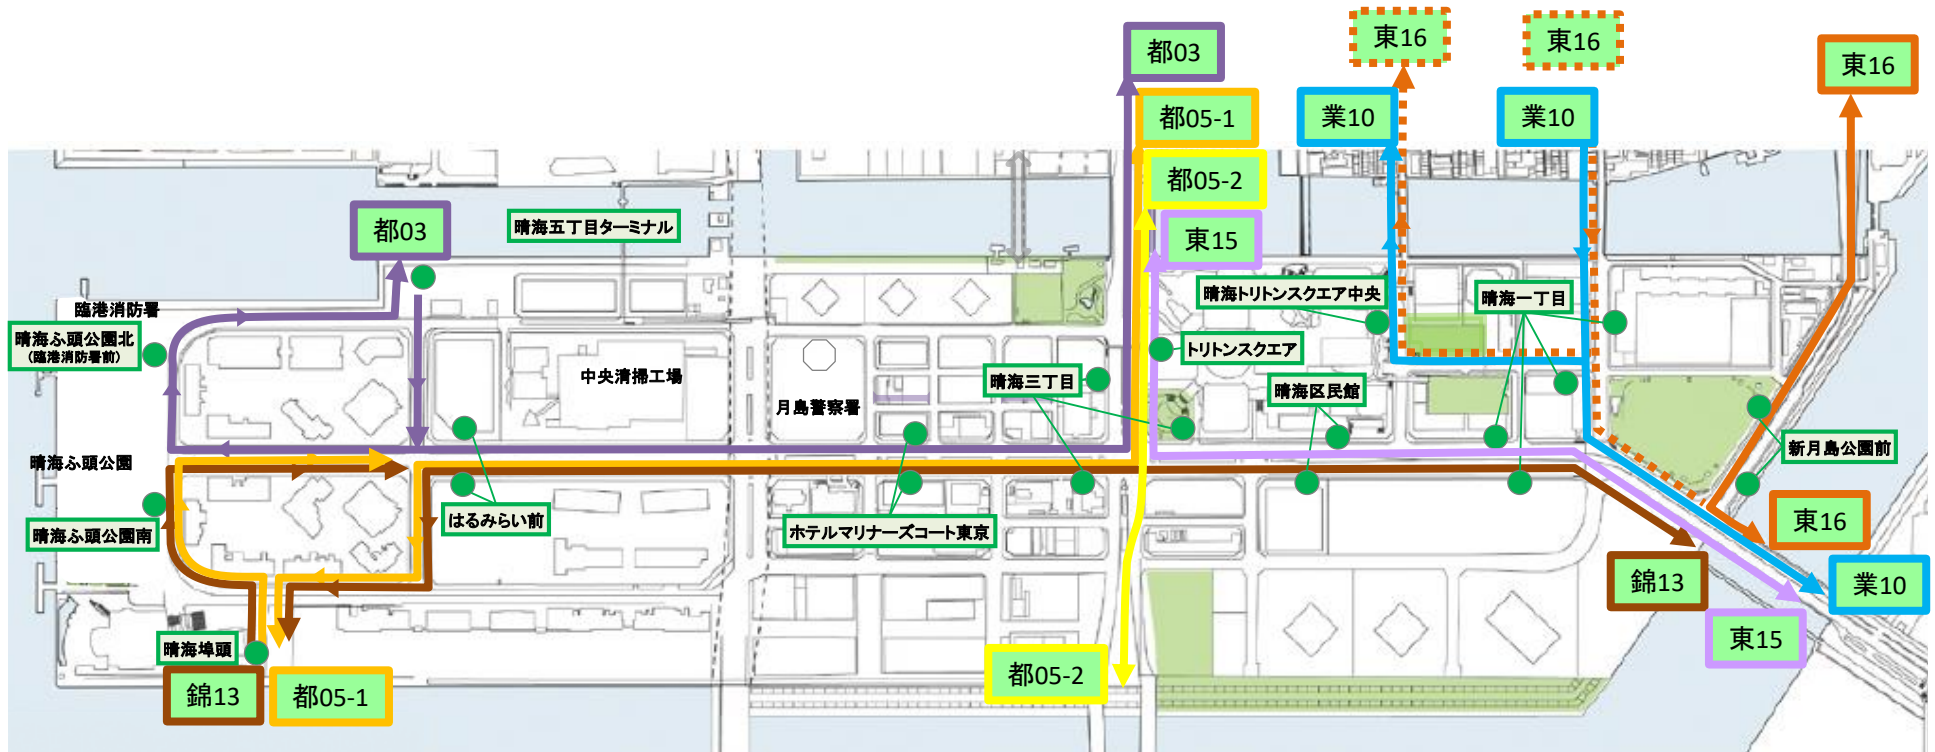 東16
東16
都03
東16
都05-1
業10
業10
都05-2
都03
晴海五丁目ターミナル
東15
晴海トリトンスクエア中央
晴海一丁目
臨港消防署
晴海ふ頭公園北
(臨港消防署前)
トリトンスクエア
中央清掃工場
晴海三丁目
晴海区民館
月島警察署
新月島公園前
晴海ふ頭公園
はるみらい前
ホテルマリナーズコート東京
晴海ふ頭公園南
東16
錦13
業10
東15
晴海埠頭
都05-2
錦13
都05-1